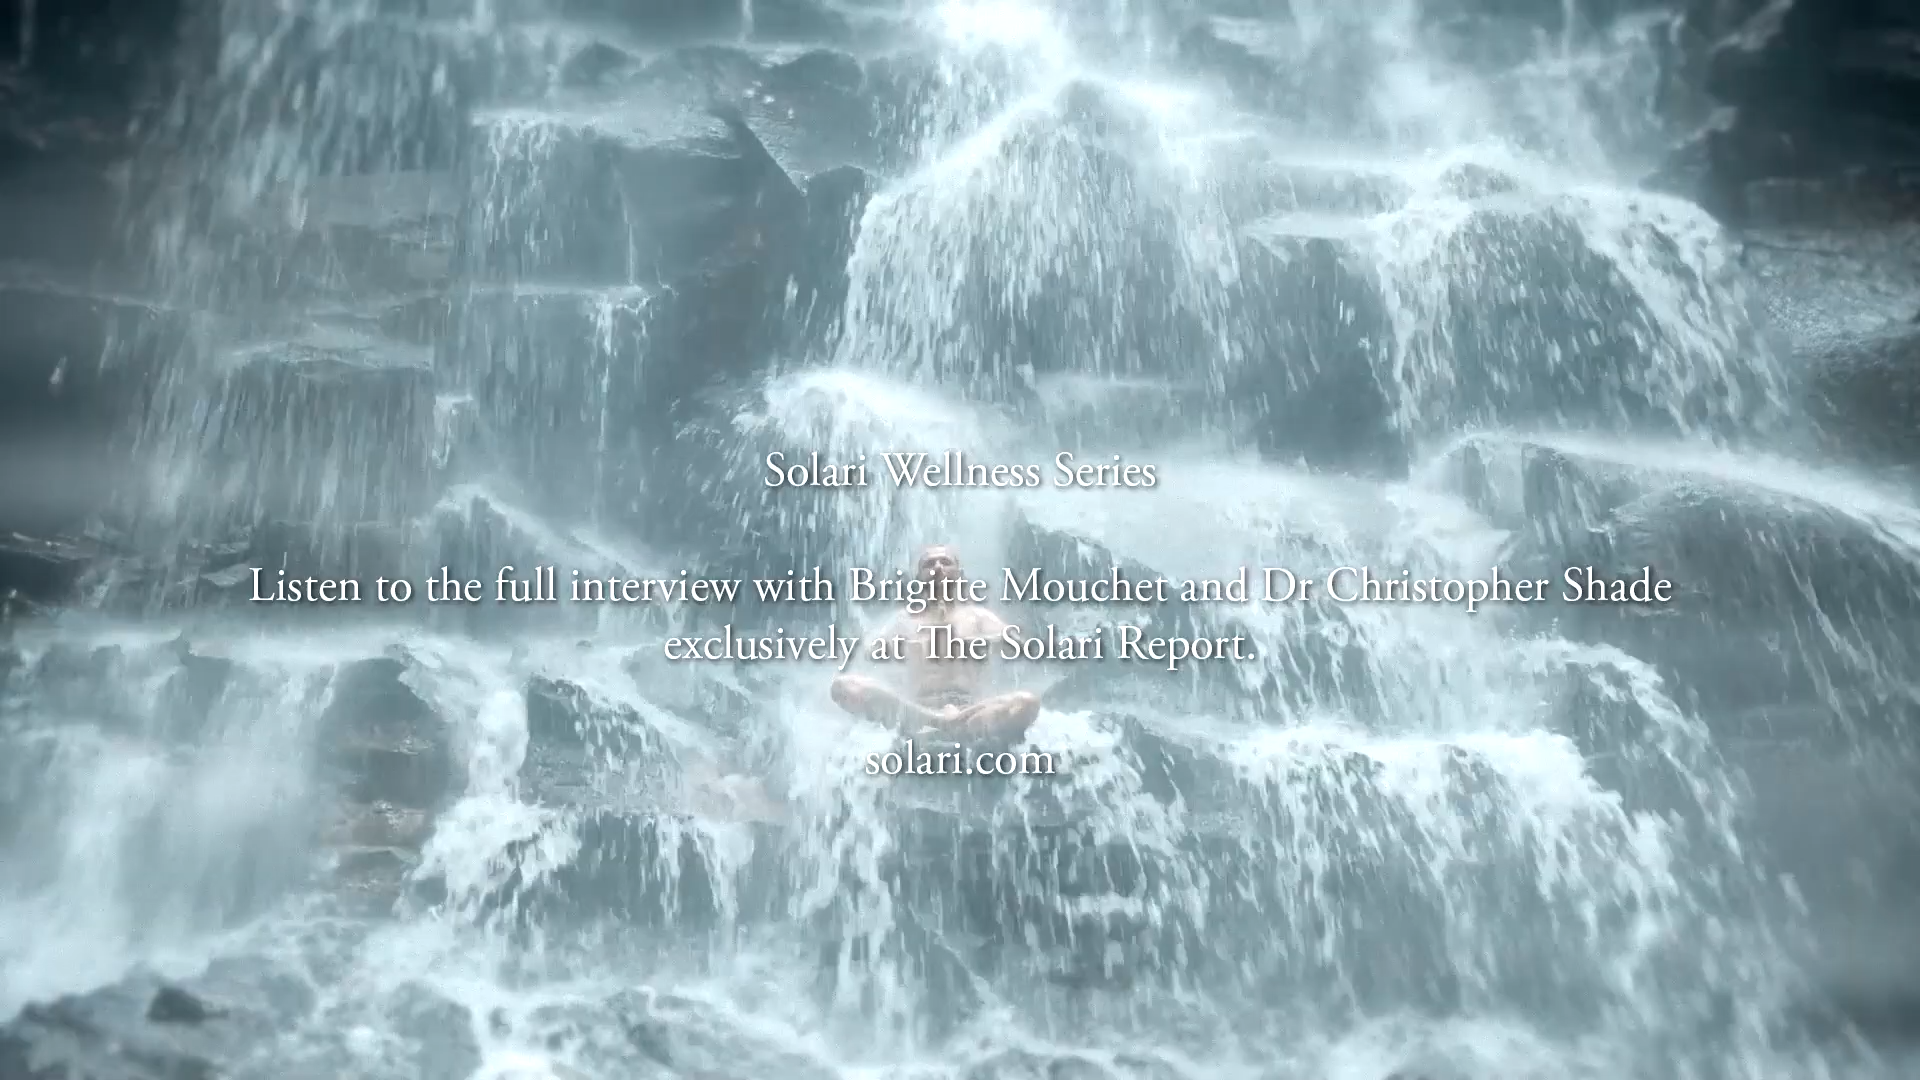 Solari Wellness Series
Listen to the full interview with Brigitte Mouchet and Dr Christopher Shade
exclusively at The Solari Report.
solari.com